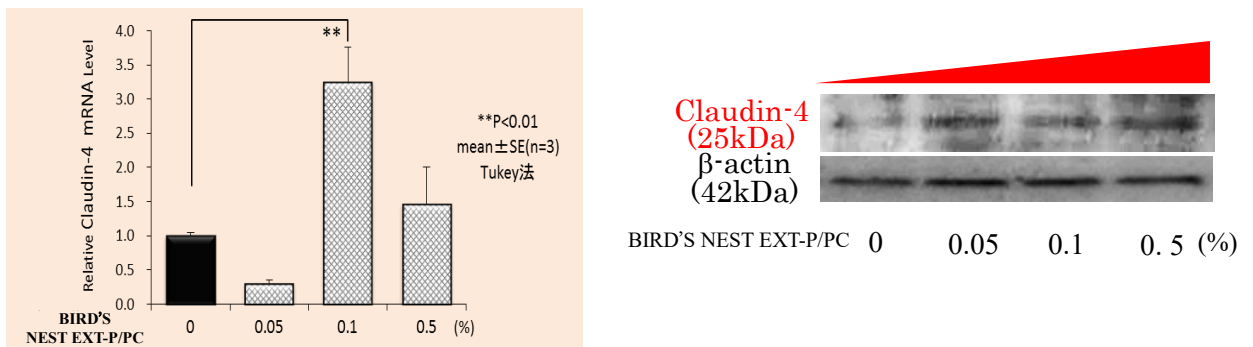 Relative Claudin-4 mRNA Level
4.0
3.5
3.0
2.5
2.0
1.5
1.0
0.5
0.0
**
**P<0.01
mean±SE(n=3)
Tukey法
BIRD'S
NEST EXT-P/PC
0 0.05 0.1 0.5 (%)
Claudin-4
(25kDa)
β-actin
(42kDa)
BIRD'S NEST EXT-P/PC 0 0.05 0.1 0. 5 (%)